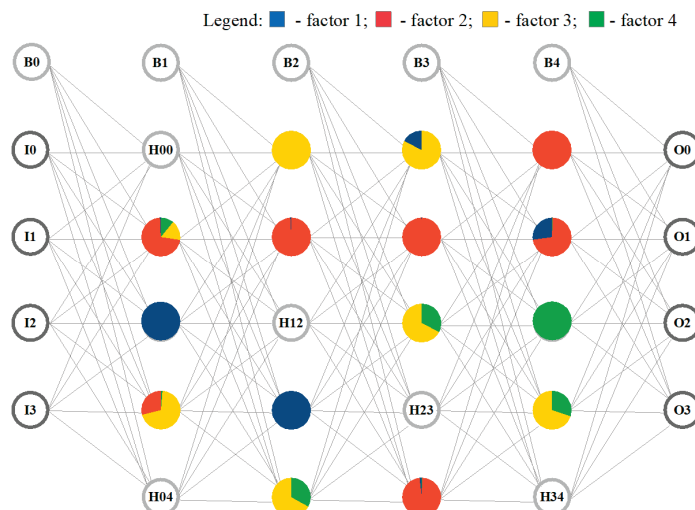 Legend: - factor 1; - factor 2; - factor 3; - factor 4
B0 B1 B2 B3 B4
I0 H00 O0
I1 O1
I2 H12 O2
I3 H23 O3
H04 H34